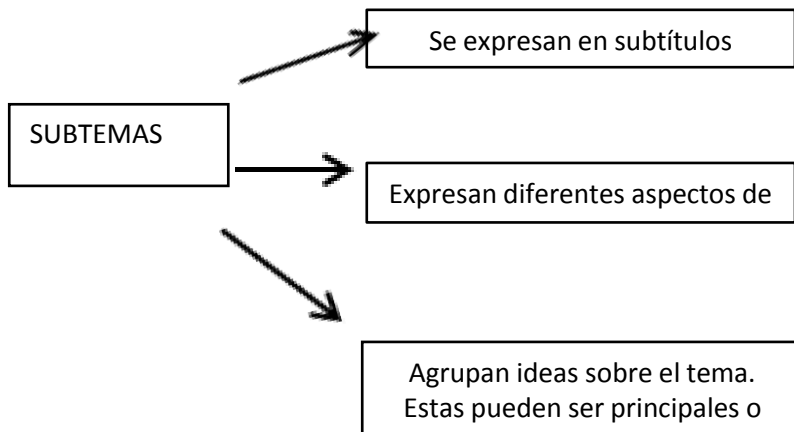 Se expresan en subtítulos
SUBTEMAS
Expresan diferentes aspectos de
Agrupan ideas sobre el tema.
Estas pueden ser principales o